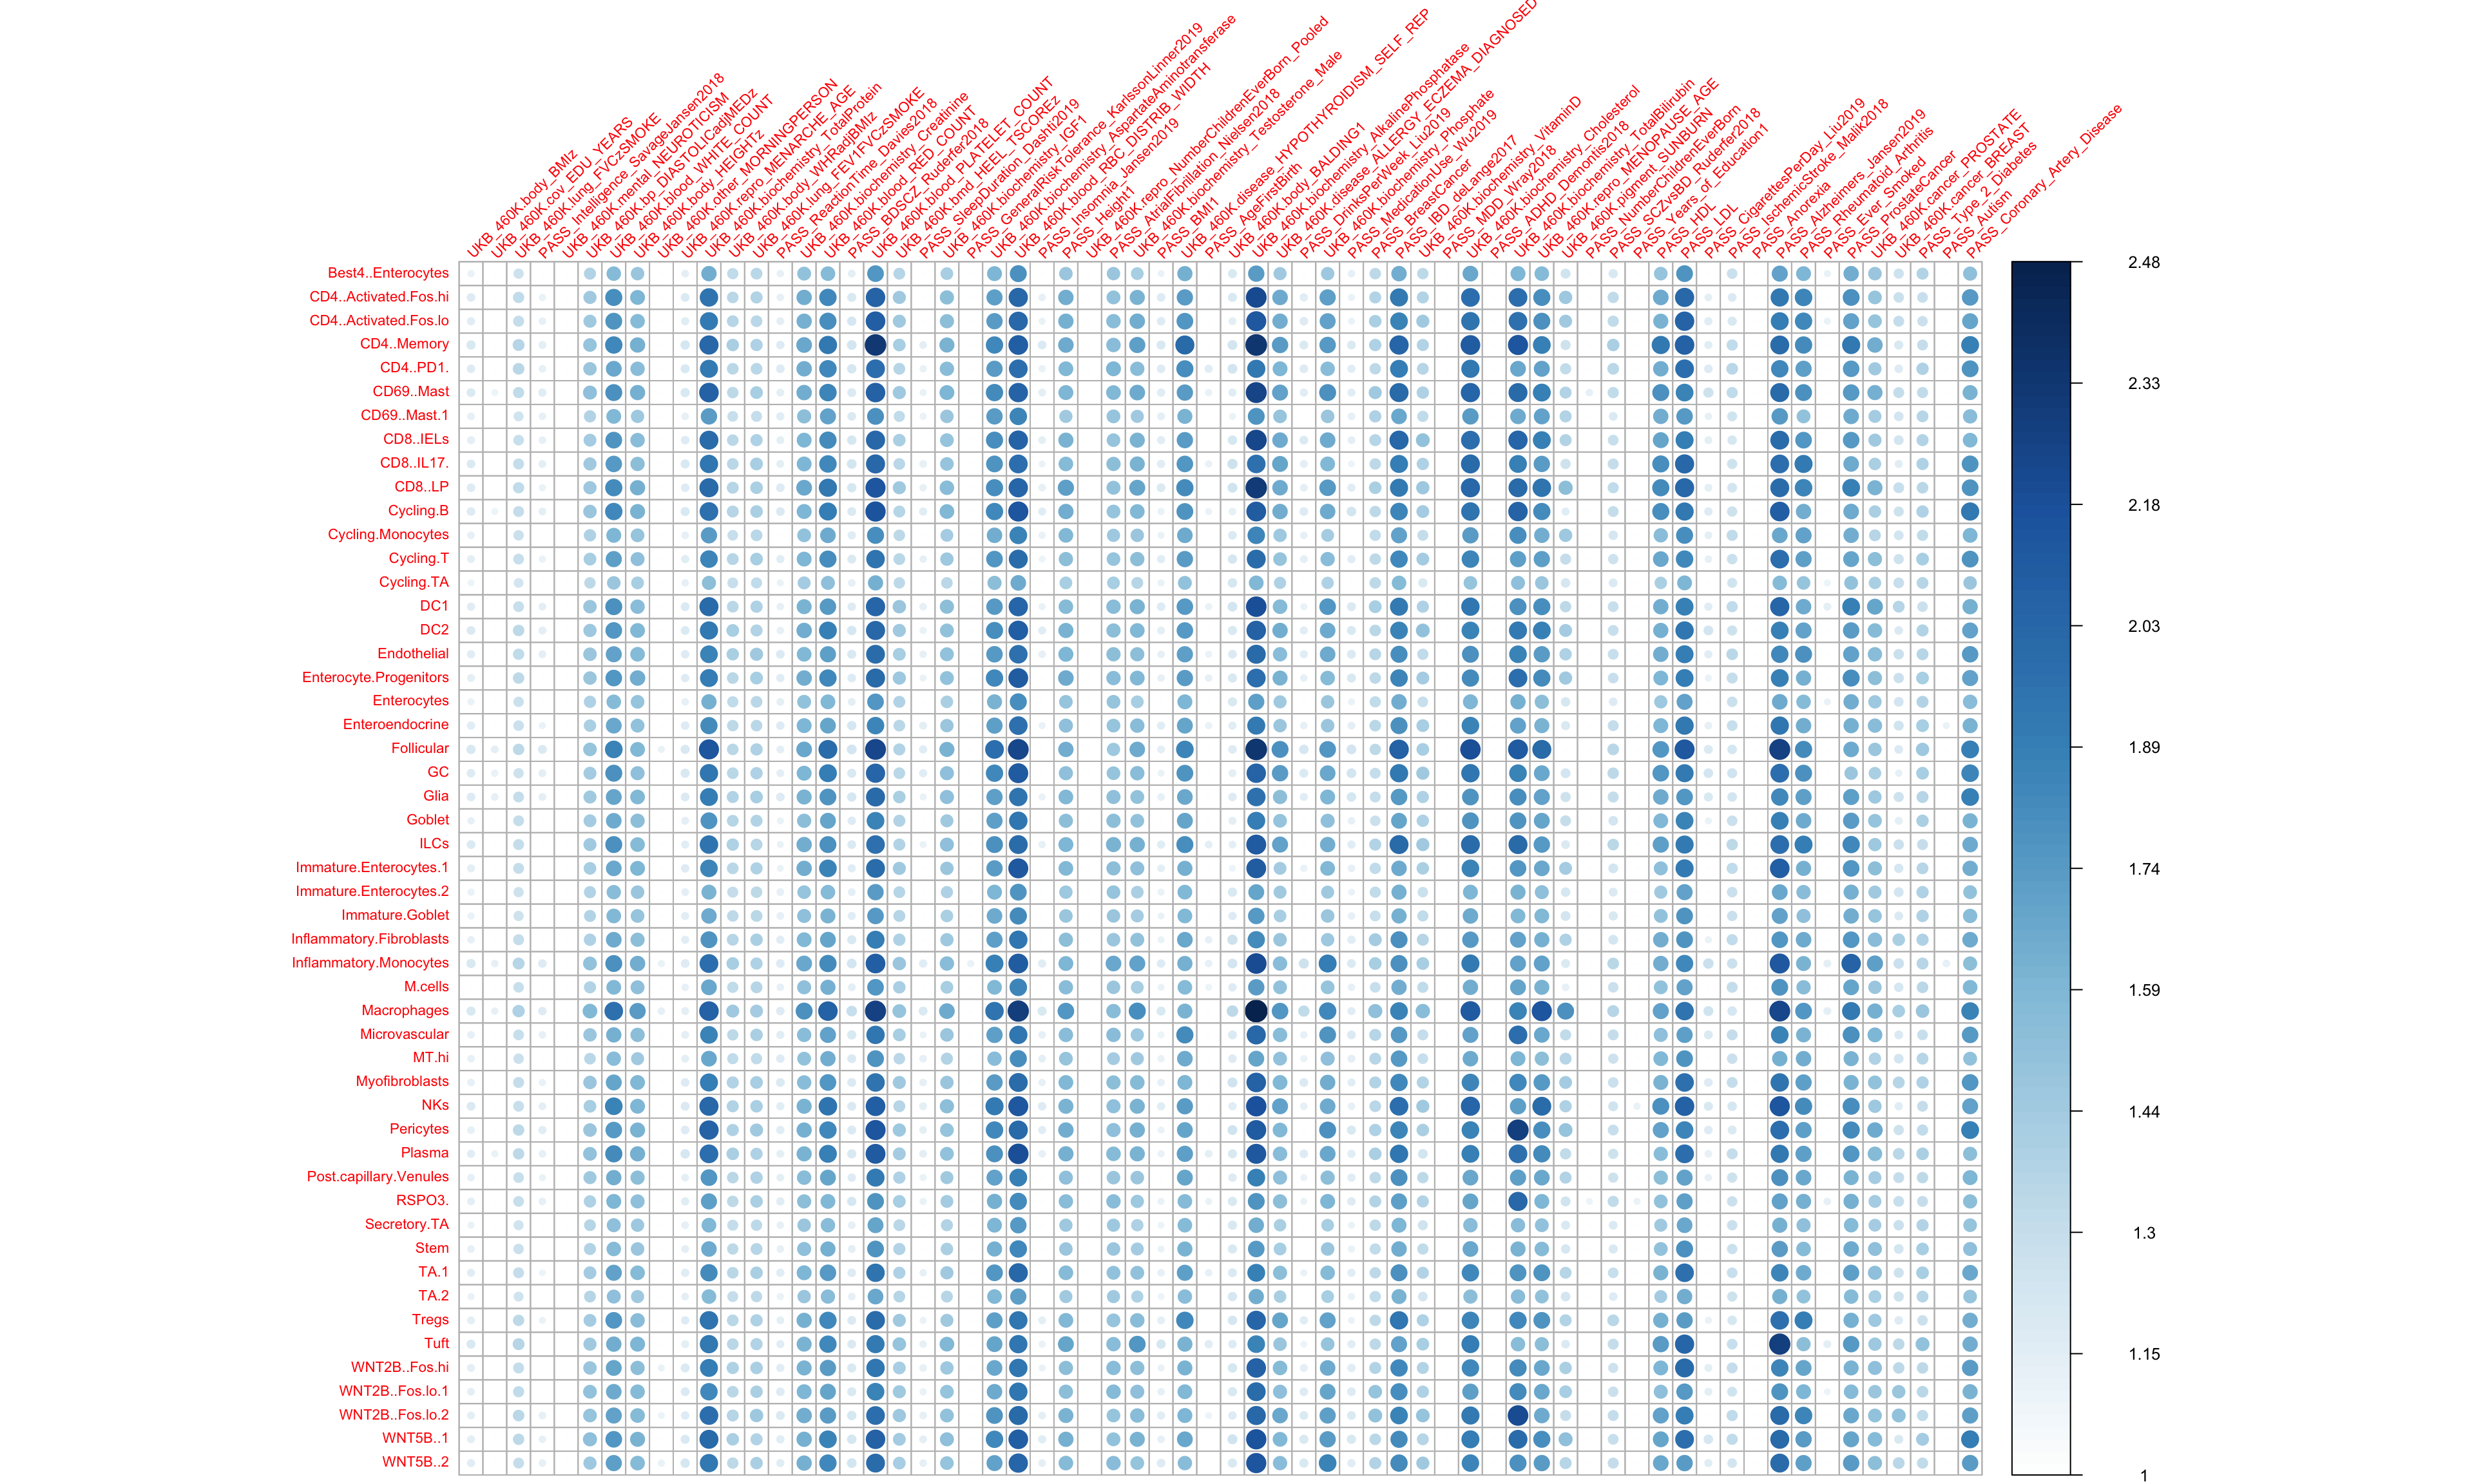 UKB_460K.body_BMIz
UKB_460K.cov_EDU_YEARS
UKB_460K.lung_FVCzSMOKE
PASS_Intelligence_SavageJansen2018
UKB_460K.mental_NEUROTICISM
UKB_460K.bp_DIASTOLICadjMEDz
UKB_460K.blood_WHITE_COUNT
UKB_460K.body_HEIGHTz
UKB_460K.other_MORNINGPERSON
UKB_460K.repro_MENARCHE_AGE
UKB_460K.biochemistry_TotalProtein
UKB_460K.body_WHRadjBMIz
UKB_460K.lung_FEV1FVCzSMOKE
PASS_ReactionTime_Davies2018
UKB_460K.biochemistry_Creatinine
UKB_460K.blood_RED_COUNT
PASS_BDSCZ_Ruderfer2018
UKB_460K.blood_PLATELET_COUNT
UKB_460K.bmd_HEEL_TSCOREz
PASS_SleepDuration_Dashti2019
UKB_460K.biochemistry_IGF1
PASS_GeneralRiskTolerance_KarlssonLinner2019
UKB_460K.biochemistry_AspartateAminotransferase
UKB_460K.blood_RBC_DISTRIB_WIDTH
PASS_Insomnia_Jansen2019
PASS_Height1
UKB_460K.repro_NumberChildrenEverBorn_Pooled
PASS_AtrialFibrillation_Nielsen2018
UKB_460K.biochemistry_Testosterone_Male
PASS_BMI1
UKB_460K.disease_HYPOTHYROIDISM_SELF_REP
PASS_AgeFirstBirth
UKB_460K.body_BALDING1
UKB_460K.biochemistry_AlkalinePhosphatase
UKB_460K.disease_ALLERGY_ECZEMA_DIAGNOSED
PASS_DrinksPerWeek_Liu2019
UKB_460K.biochemistry_Phosphate
PASS_MedicationUse_Wu2019
PASS_BreastCancer
PASS_IBD_deLange2017
UKB_460K.biochemistry_VitaminD
PASS_MDD_Wray2018
UKB_460K.biochemistry_Cholesterol
PASS_ADHD_Demontis2018
UKB_460K.biochemistry_TotalBilirubin
UKB_460K.repro_MENOPAUSE_AGE
UKB_460K.pigment_SUNBURN
PASS_NumberChildrenEverBorn
PASS_SCZvsBD_Ruderfer2018
PASS_Years_of_Education1
PASS_HDL
PASS_LDL
PASS_CigarettesPerDay_Liu2019
PASS_IschemicStroke_Malik2018
PASS_Anorexia
PASS_Alzheimers_Jansen2019
PASS_Rheumatoid_Arthritis
PASS_Ever_Smoked
PASS_ProstateCancer
UKB_460K.cancer_PROSTATE
UKB_460K.cancer_BREAST
PASS_Type_2_Diabetes
PASS_Autism
PASS_Coronary_Artery_Disease
Best4..Enterocytes
CD4..Activated.Fos.hi
CD4..Activated.Fos.lo
CD4..Memory
CD4..PD1.
CD69..Mast
CD69..Mast.1
CD8..IELs
CD8..IL17.
CD8..LP
Cycling.B
Cycling.Monocytes
Cycling.T
Cycling.TA
DC1
DC2
Endothelial
Enterocyte.Progenitors
Enterocytes
Enteroendocrine
Follicular
GC
Glia
Goblet
ILCs
Immature.Enterocytes.1
Immature.Enterocytes.2
Immature.Goblet
Inflammatory.Fibroblasts
Inflammatory.Monocytes
M.cells
Macrophages
Microvascular
MT.hi
Myofibroblasts
NKs
Pericytes
Plasma
Post.capillary.Venules
RSPO3.
Secretory.TA
Stem
TA.1
TA.2
Tregs
Tuft
WNT2B..Fos.hi
WNT2B..Fos.lo.1
WNT2B..Fos.lo.2
WNT5B..1
WNT5B..2
2.48
2.33
2.18
2.03
1.89
1.74
1.59
1.44
1.3
1.15
1